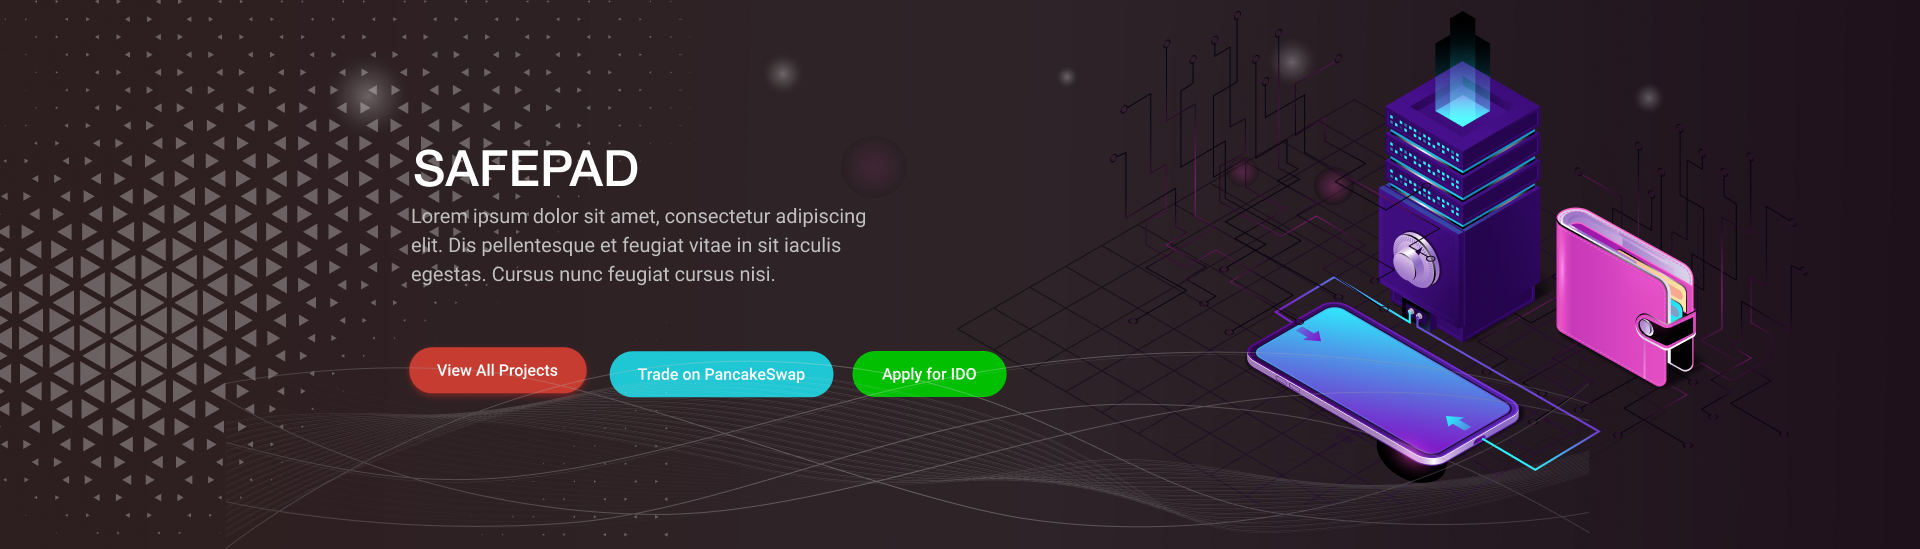 SAFEPAD
Lorem ipsum dolor sit amet, consectetur adipiscing
elit. Dis pellentesque et feugiat vitae in sit iaculis
egestas. Cursus nunc feugiat cursus nisi.
View All Projects
Trade on PancakeSwap
Apply for IDO